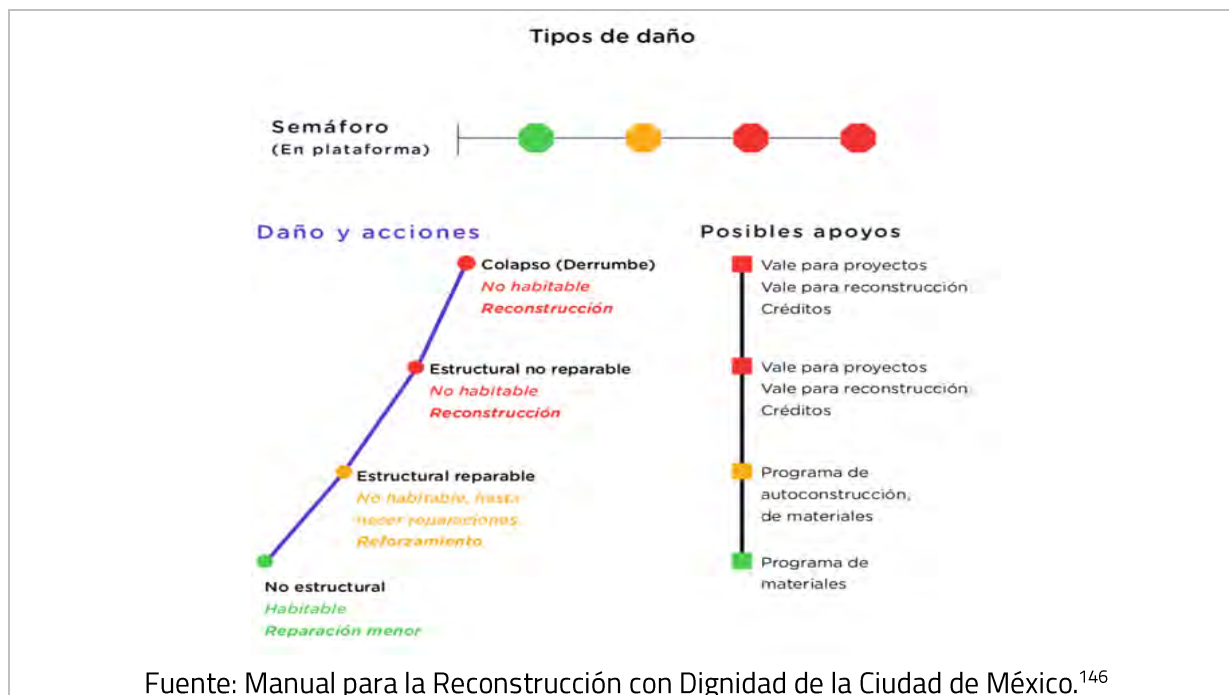 Tipos de daño
Semáforo
(En plataforma)
Daño y acciones
Colapso (Derrumbe)
No habitable
Reconstrucción
Estructural no reparable
No habitable
Reconstrucción
Estructural reparable
No habitable, hasta
hacer reparaciones
Reforzamiento
No estructural
Habitable
Reparación menor
Posibles apoyos
Vale para proyectos
Vale para reconstrucción
Créditos
Vale para proyectos
Vale para reconstrucción
Créditos
Programa de
autoconstrucción,
de materiales
Programa de
materiales
Fuente: Manual para la Reconstrucción con Dignidad de la Ciudad de México.146